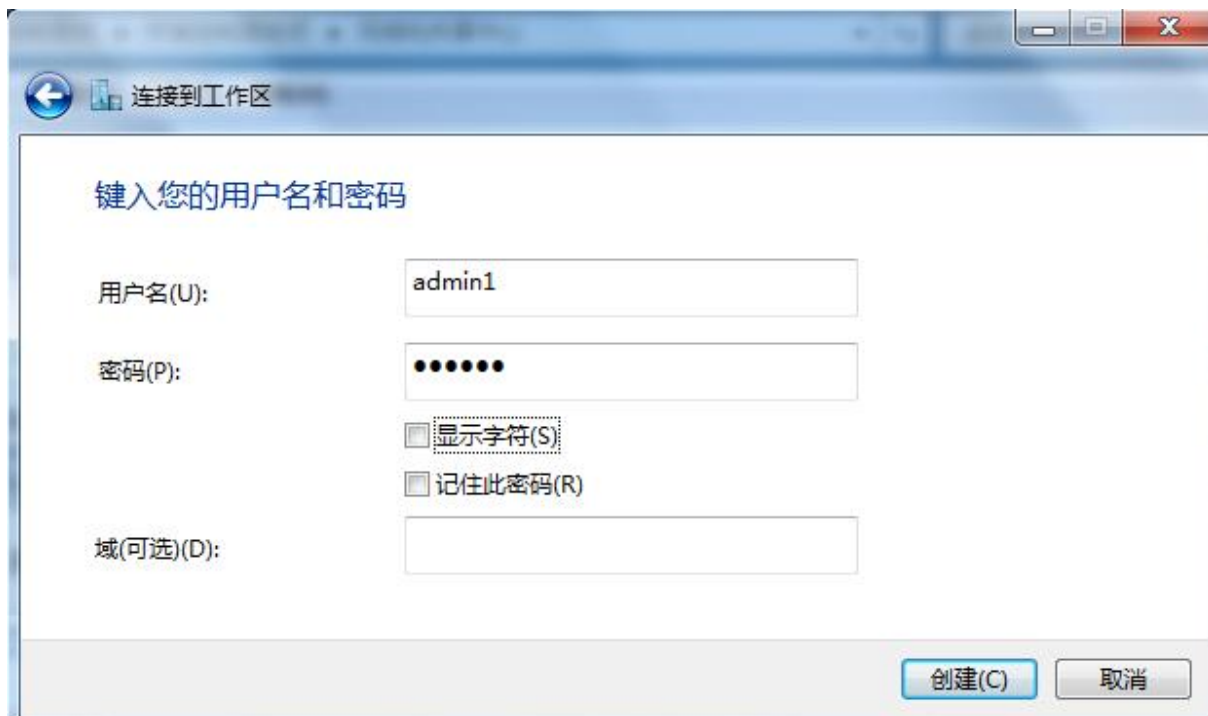 连接到工作区
键入您的用户名和密码
用户名(U):
admin1
密码(P):
●●●●●●
显示字符(S)
记住此密码(R)
域(可选)(D):
创建(C)
取消